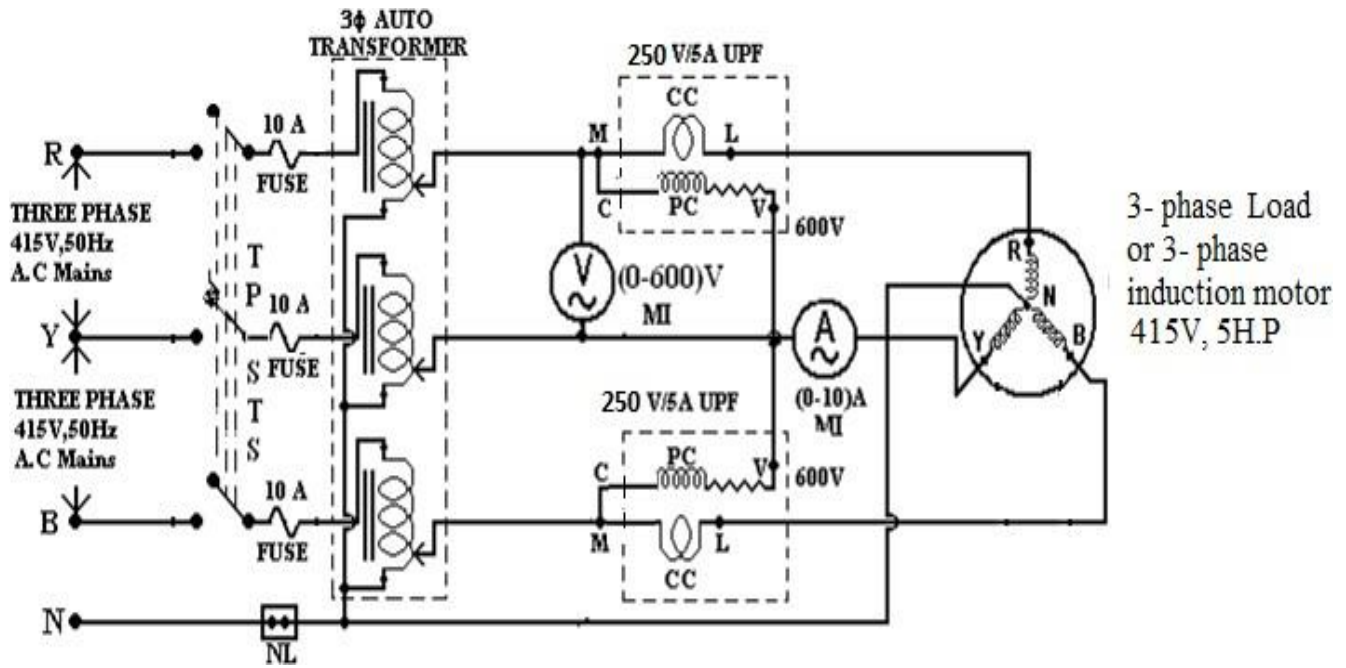 3ϕ AUTO
TRANSFORMER
250 V/5A UPF
CC
10 A
M
L
R
FUSE
C
PC
V
600V
THREE PHASE
415V,50Hz
A.C Mains
T
P
S
T
S
R
N
Y
B
3- phase Load
or 3- phase
induction motor
415V, 5H.P
V
(0-600)V
MI
10 A
Y
FUSE
A
(0-10)A
MI
THREE PHASE
415V,50Hz
A.C Mains
250 V/5A UPF
C
PC
V
600V
10 A
B
M
L
FUSE
CC
N
NL